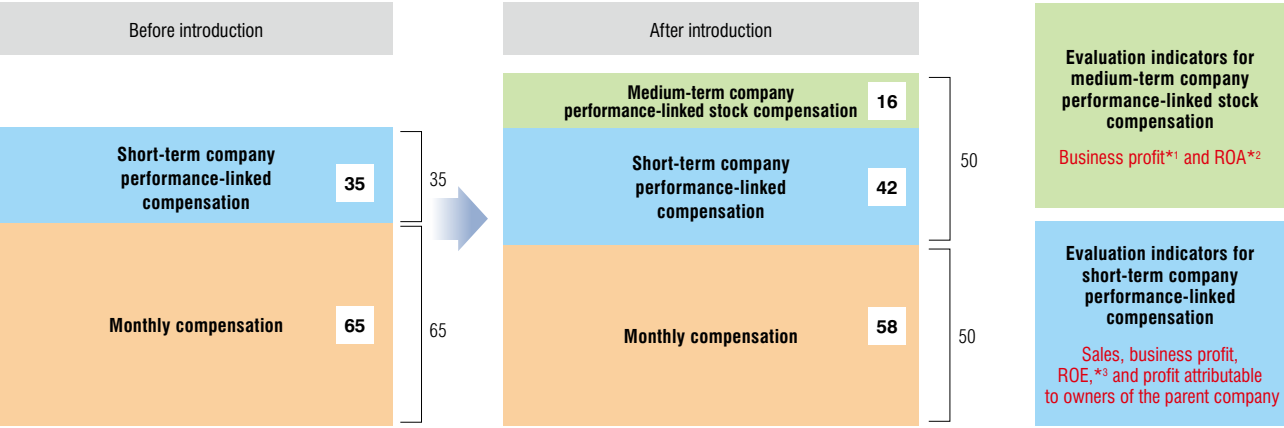 Before introduction
Short-term company
performance-linked
compensation
35
35
Monthly compensation
65
65
After introduction
Medium-term company
performance-linked stock compensation
16
Short-term company
performance-linked
compensation
42
50
Monthly compensation
58
50
Evaluation indicators for
medium-term company
performance-linked stock
compensation
Business profit*1 and ROA*2
Evaluation indicators for
short-term company
performance-linked
compensation
Sales, business profit,
ROE,*3 and profit attributable
to owners of the parent company